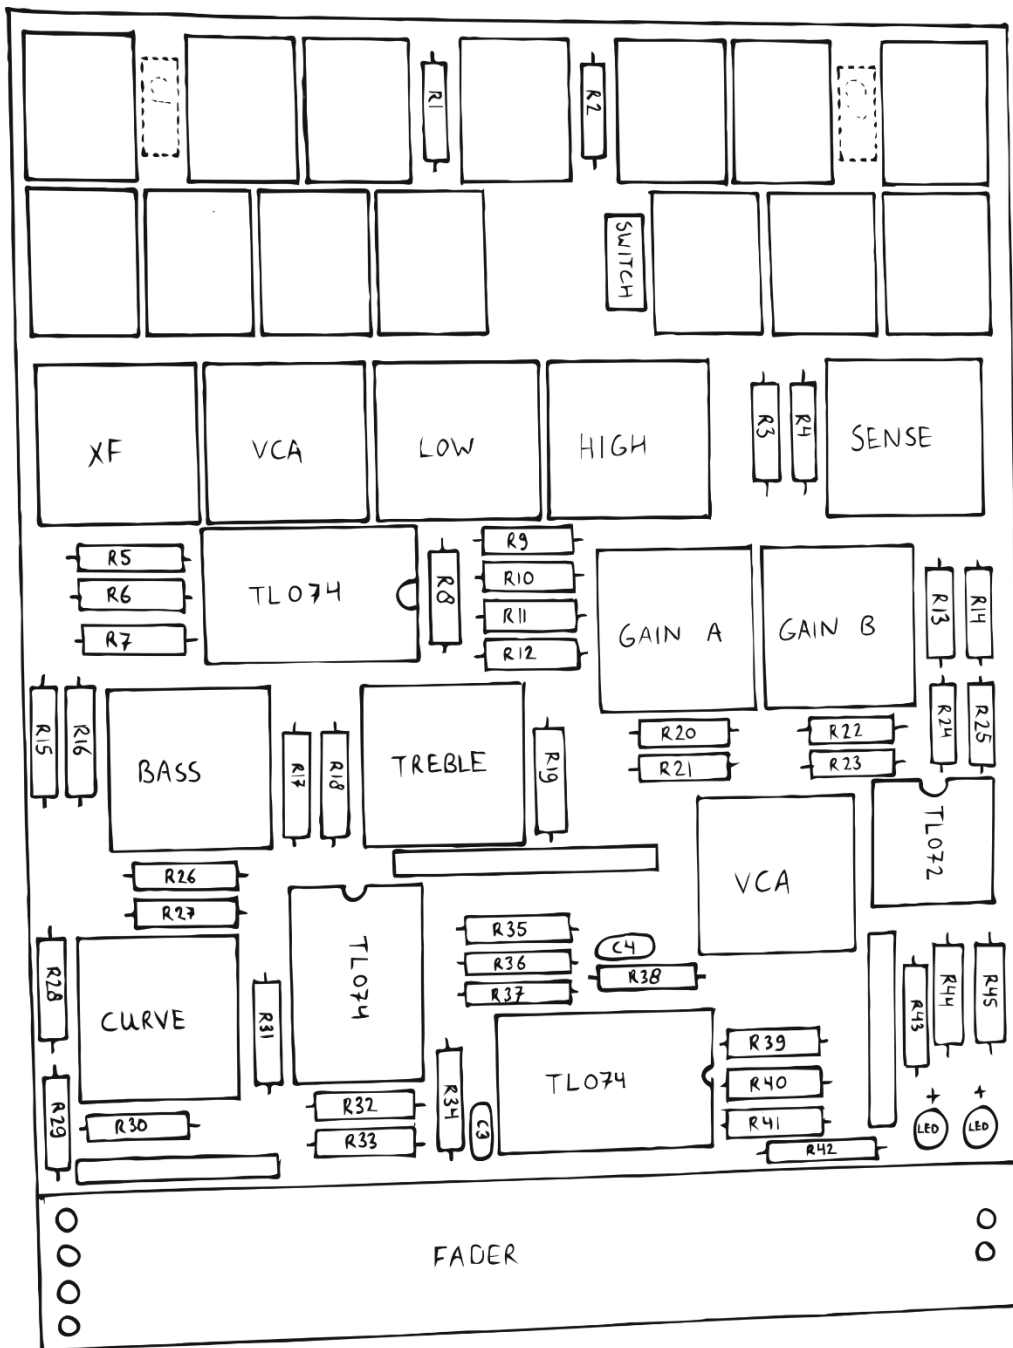 C1
R1
R2
C2
SWITCH
XF
VCA
LOW
HIGH
R3
R4
SENSE
R5
R6
R7
TL074
R8
R9
R10
R11
R12
GAIN A
GAIN B
R13
R14
R15
R16
BASS
R17
R18
TREBLE
R19
R20
R21
R22
R23
R24
R25
R26
R27
VCA
TL072
R28
CURVE
R31
TL074
R35
R36
R37
C4
R38
R43
R44
R45
R29
R30
R32
R33
R34
C3
TL074
R39
R40
R41
R42
+
+
LED
LED
FADER